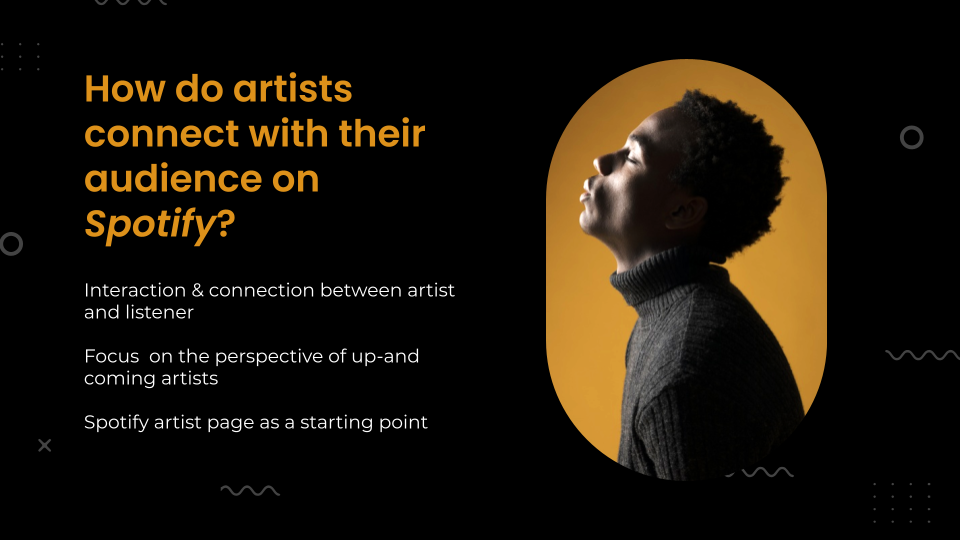 How do artists
connect with their
audience on
Spotify?
Interaction & connection between artist
and listener
Focus  on the perspective of up-and
coming artists
Spotify artist page as a starting point